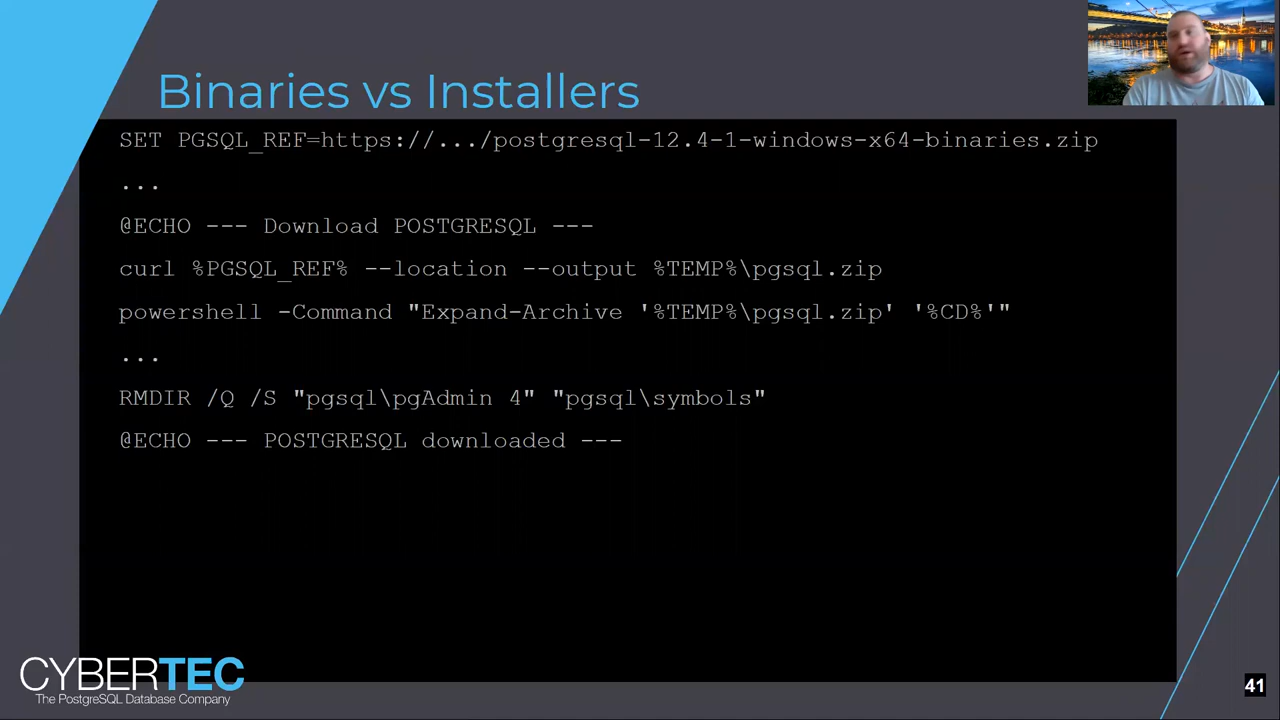 Binaries vs Installers
SET PGSQL_REF=https://.../postgresql-12.4-1-windows-x64-binaries.zip
...
@ECHO --- Download POSTGRESQL ---
curl %PGSQL_REF% --location --output %TEMP%\pgsql.zip
powershell -Command "Expand-Archive '%TEMP%\pgsql.zip' '%CD%'"
...
RMDIR /Q /S "pgsql\pgAdmin 4" "pgsql\symbols"
@ECHO --- POSTGRESQL downloaded ---
CYBERTEC
The PostgreSQL Database Company
41